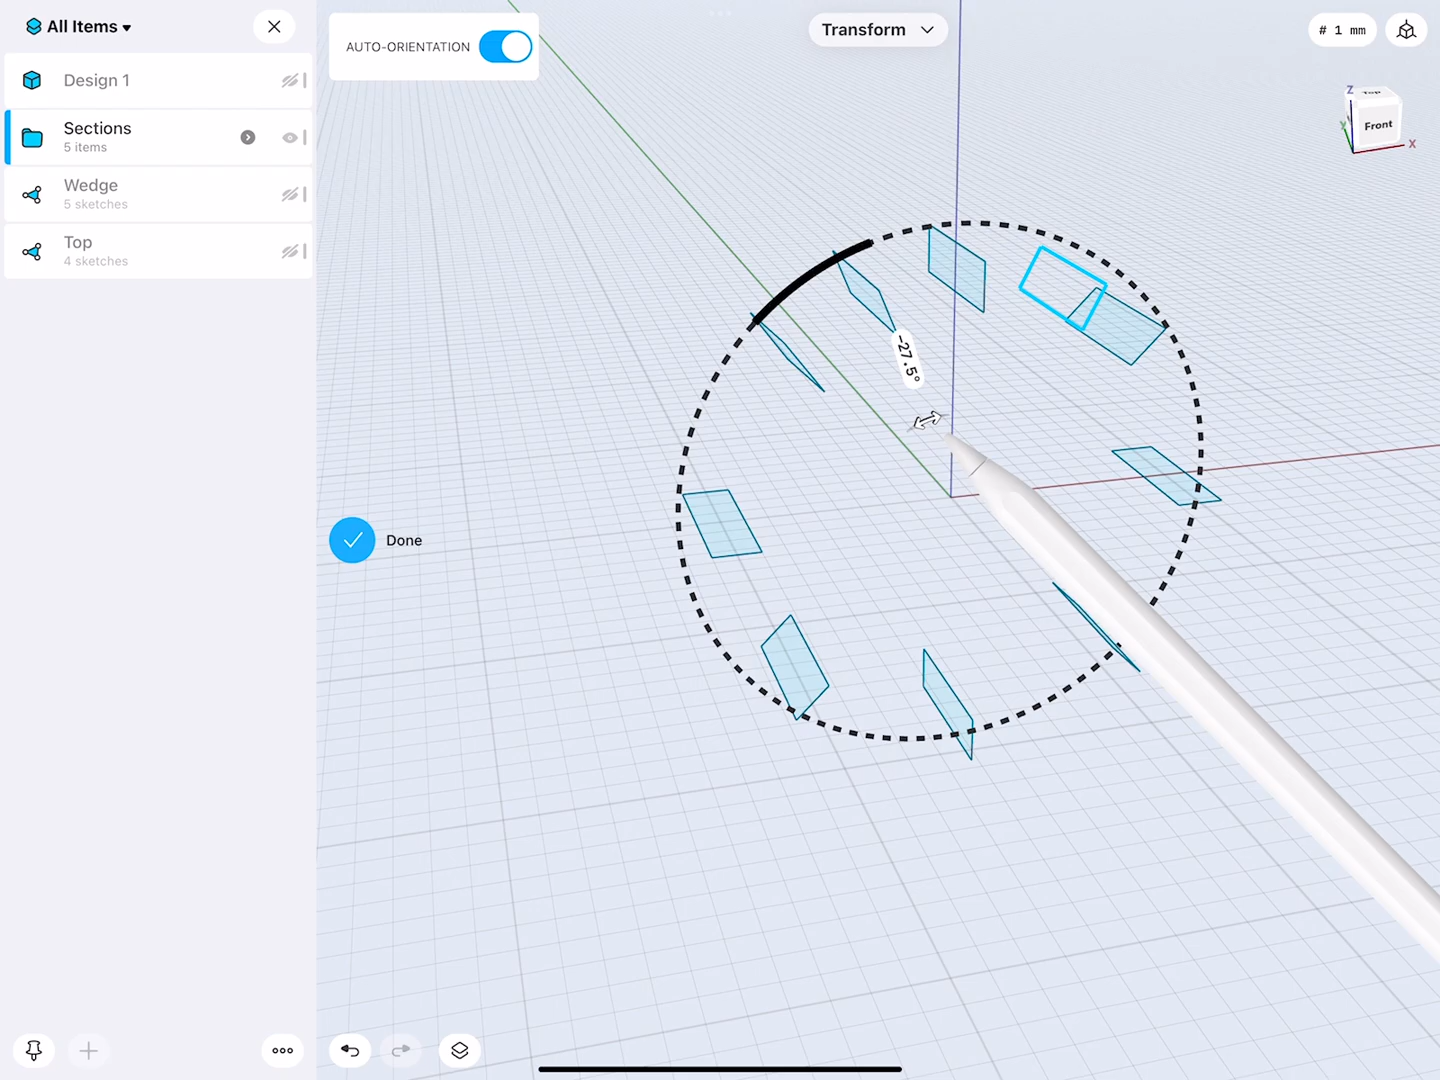 All Items
Design 1
Sections
5 items
Wedge
5 sketches
Top
4 sketches
AUTO-ORIENTATION
Transform
# 1 mm
Top
Front
Z
Y
X
-27.5°
Done